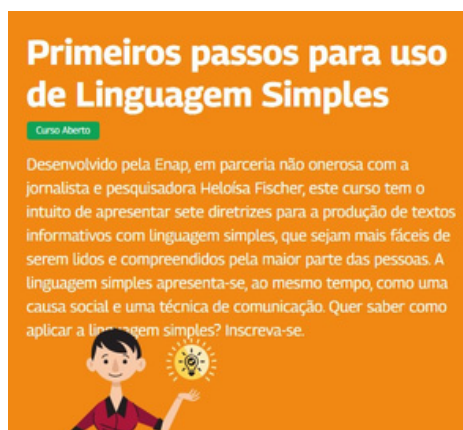 Primeiros passos para uso
de Linguagem Simples
Curso Aberto
Desenvolvido pela Enap, em parceria não onerosa com a
jornalista e pesquisadora Heloísa Fischer, este curso tem o
intuito de apresentar sete diretrizes para a produção de textos
informativos com linguagem simples, que sejam mais fáceis de
serem lidos e compreendidos pela maior parte das pessoas. A
linguagem simples apresenta-se, ao mesmo tempo, como uma
causa social e uma técnica de comunicação. Quer saber como
aplicar a linguagem simples? Inscreva-se.